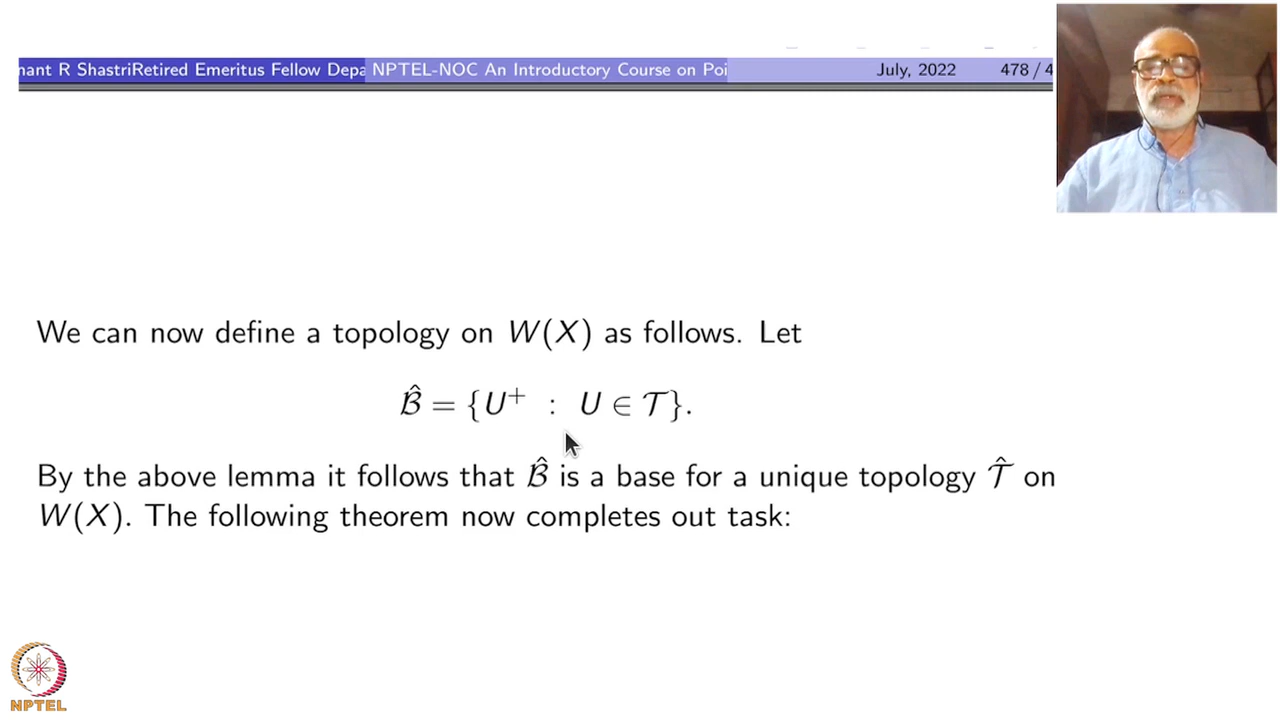 nant R ShastriRetired Emeritus Fellow Depa NPTEL-NOC An Introductory Course on Poi July, 2022 478 / 4
We can now define a topology on W(X) as follows. Let
B̂ = {U⁺ : U ∈ 𝒯}.
By the above lemma it follows that B̂ is a base for a unique topology 𝒯̂ on
W(X). The following theorem now completes out task:
NPTEL